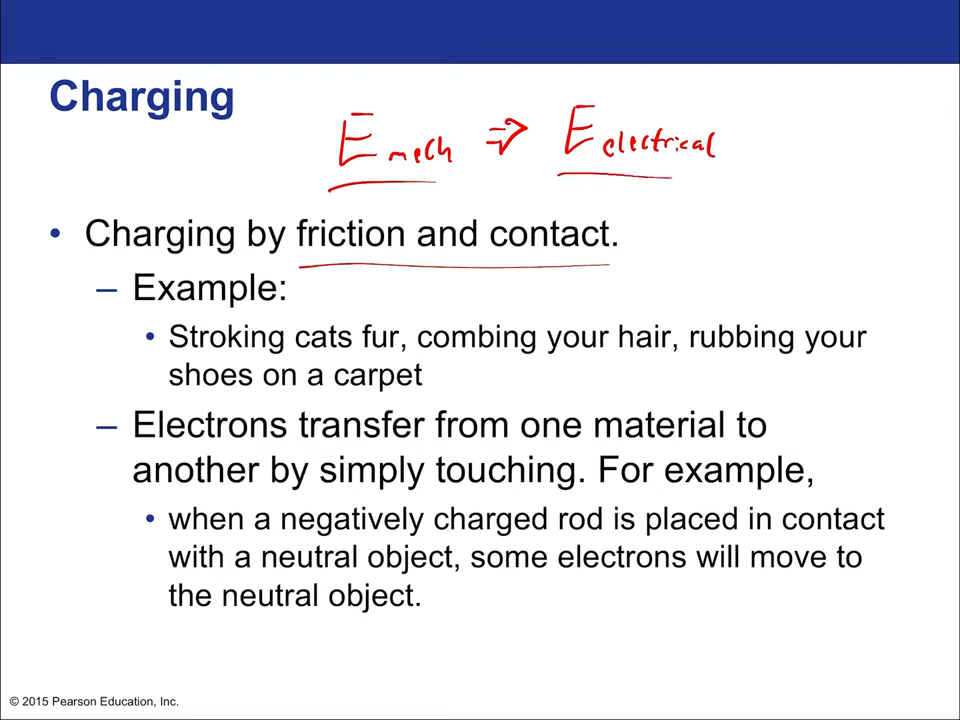 Charging
E mech ⇒ E electrical
• Charging by friction and contact.
– Example:
• Stroking cats fur, combing your hair, rubbing your
shoes on a carpet
– Electrons transfer from one material to
another by simply touching. For example,
• when a negatively charged rod is placed in contact
with a neutral object, some electrons will move to
the neutral object.
© 2015 Pearson Education, Inc.